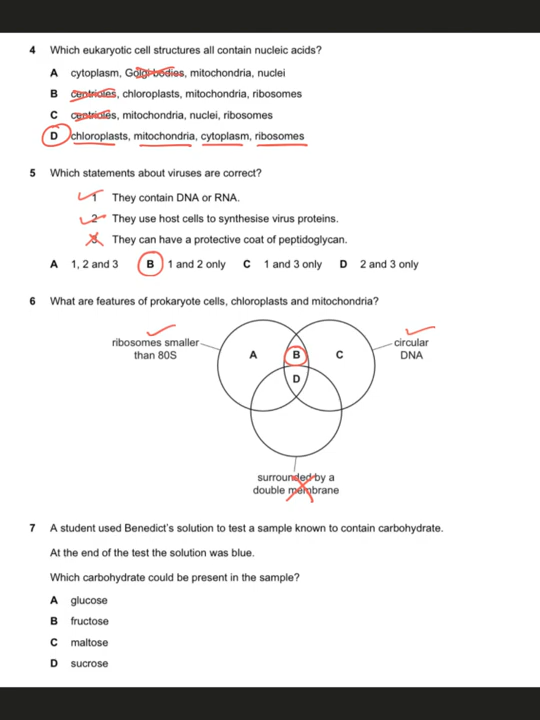 4 Which eukaryotic cell structures all contain nucleic acids?
A cytoplasm, Golgi bodies, mitochondria, nuclei
B centrioles, chloroplasts, mitochondria, ribosomes
C centrioles, mitochondria, nuclei, ribosomes
D chloroplasts, mitochondria, cytoplasm, ribosomes
5 Which statements about viruses are correct?
1 They contain DNA or RNA.
2 They use host cells to synthesise virus proteins.
3 They can have a protective coat of peptidoglycan.
A 1, 2 and 3 B 1 and 2 only C 1 and 3 only D 2 and 3 only
6 What are features of prokaryote cells, chloroplasts and mitochondria?
ribosomes smaller
than 80S
circular
DNA
A B C
D
surrounded by a
double membrane
7 A student used Benedict's solution to test a sample known to contain carbohydrate.
At the end of the test the solution was blue.
Which carbohydrate could be present in the sample?
A glucose
B fructose
C maltose
D sucrose